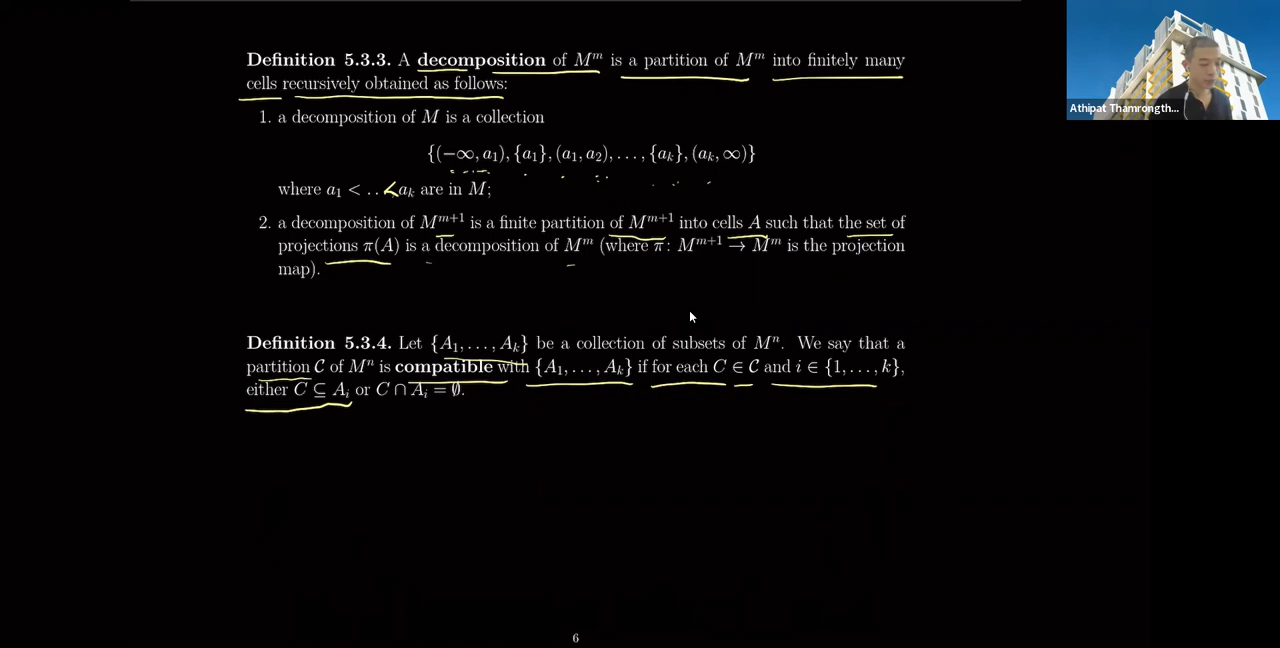 Definition 5.3.3. A decomposition of M^m is a partition of M^m into finitely many
cells recursively obtained as follows:
1. a decomposition of M is a collection
{(−∞, a_1), {a_1}, (a_1, a_2), . . . , {a_k}, (a_k, ∞)}
where a_1 < . . < a_k are in M;
2. a decomposition of M^{m+1} is a finite partition of M^{m+1} into cells A such that the set of
projections π(A) is a decomposition of M^m (where π: M^{m+1} → M^m is the projection
map).
Definition 5.3.4. Let {A_1, . . . , A_k} be a collection of subsets of M^n. We say that a
partition C of M^n is compatible with {A_1, . . . , A_k} if for each C ∈ C and i ∈ {1, . . . , k},
either C ⊆ A_i or C ∩ A_i = ∅.
6
Athipat Thamrongth...